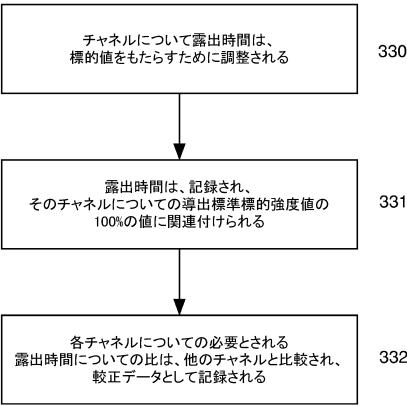 チャネルについて露出時間は、
標的値をもたらすために調整される
330
露出時間は、記録され、
そのチャネルについての導出標準標的強度値の
100%の値に関連付けられる
331
各チャネルについての必要とされる
露出時間についての比は、他のチャネルと比較され、
較正データとして記録される
332